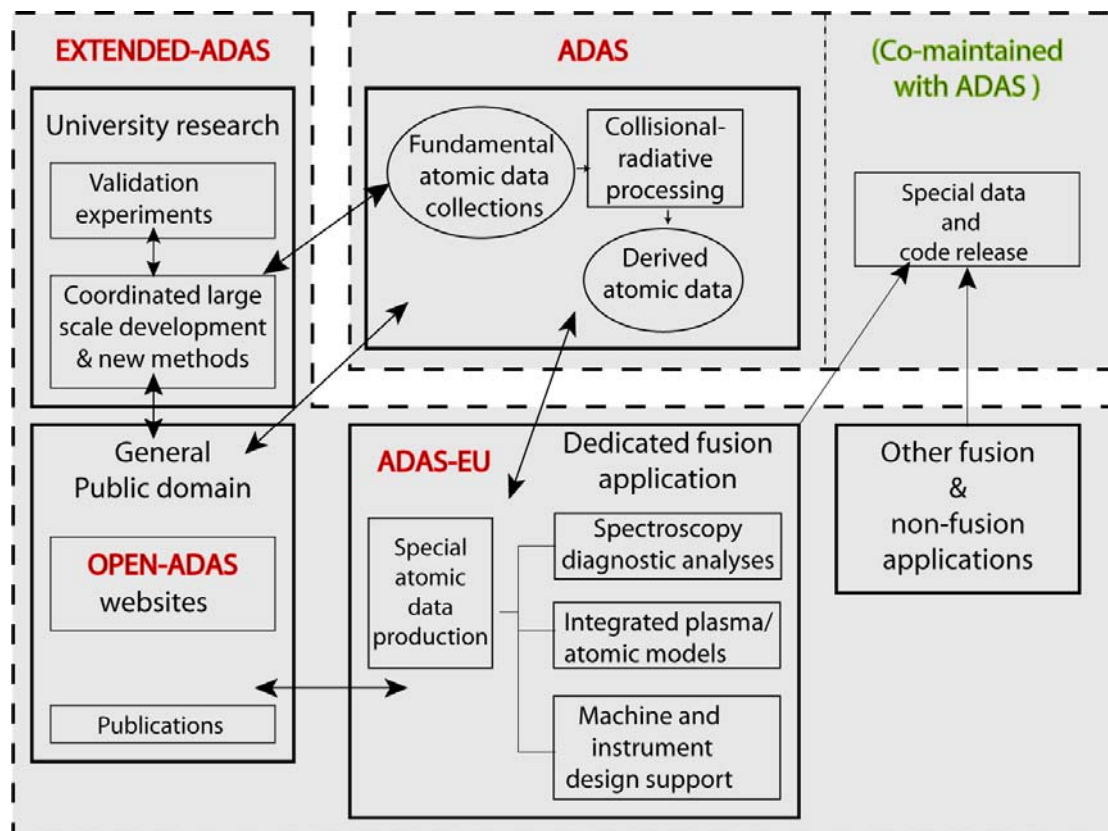 EXTENDED-ADAS
University research
Validation
experiments
Coordinated large
scale development
& new methods
ADAS
Fundamental
atomic data
collections
Collisional-
radiative
processing
Derived
atomic data
(Co-maintained
with ADAS )
Special data
and
code release
General
Public domain
OPEN-ADAS
websites
Publications
ADAS-EU
Dedicated fusion
application
Special
atomic
data
production
Spectroscopy
diagnostic analyses
Integrated plasma/
atomic models
Machine and
instrument
design support
Other fusion
&
non-fusion
applications